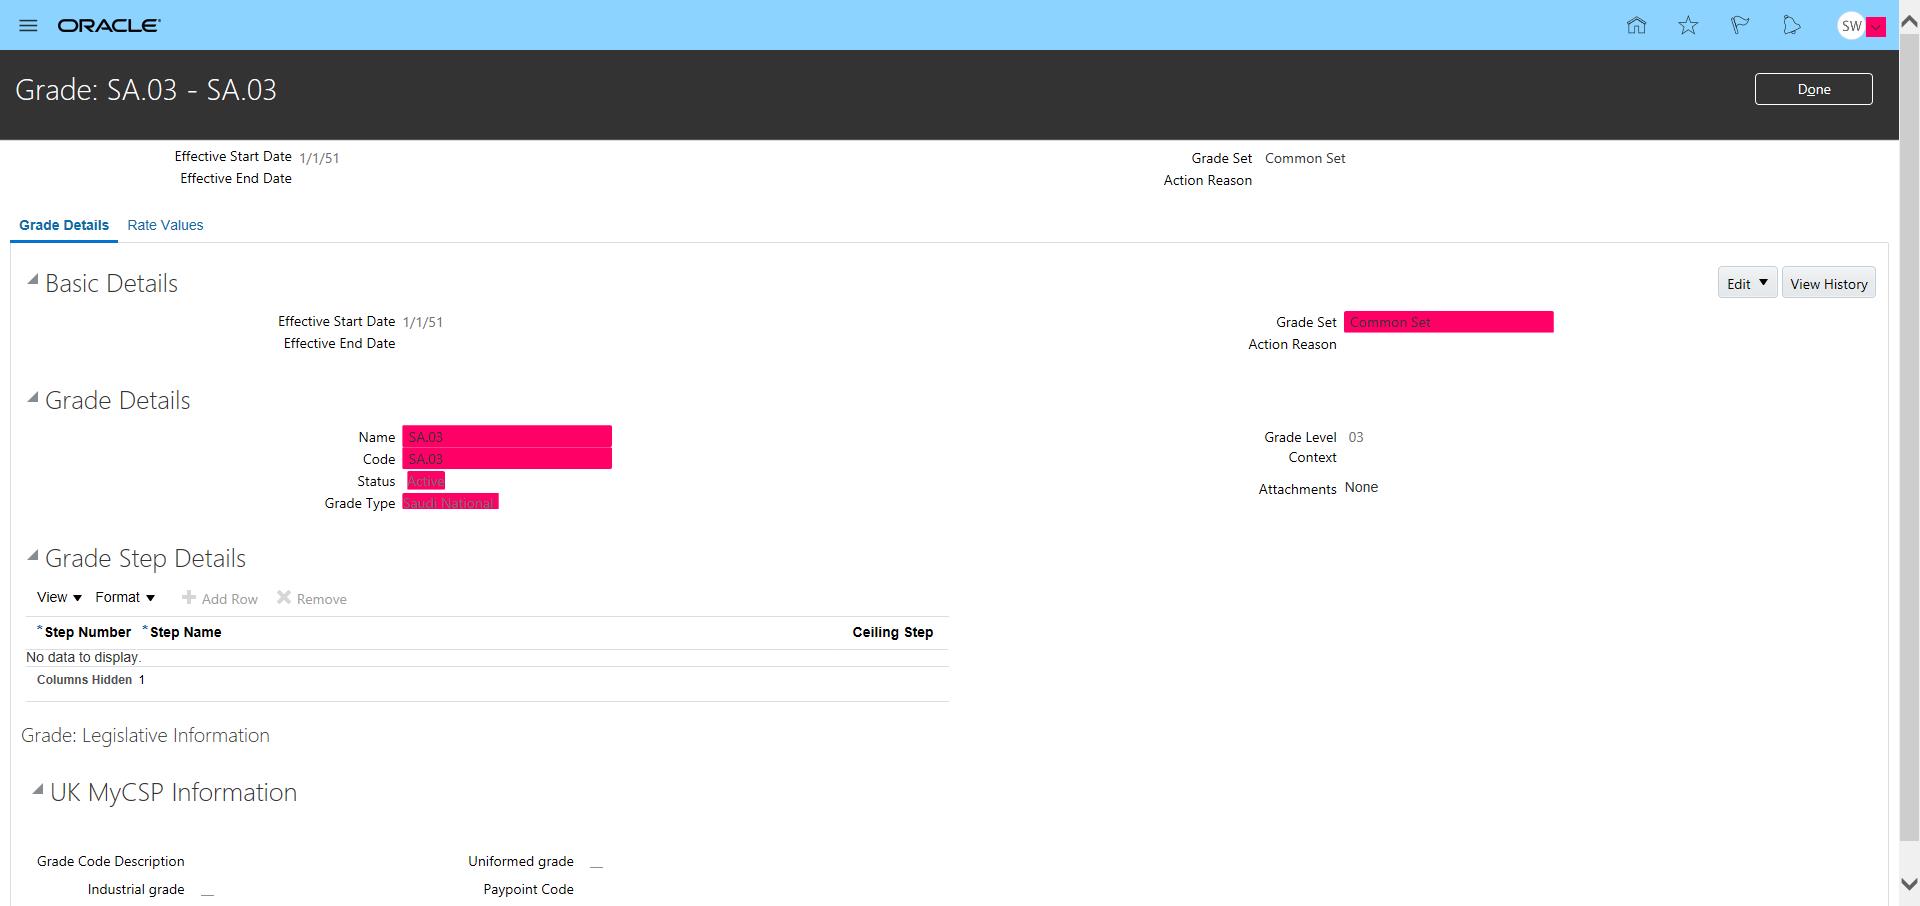 ORACLE
SW
Grade: SA.03 - SA.03
Done
Effective Start Date 1/1/51
Grade Set Common Set
Effective End Date
Action Reason
Grade Details Rate Values
Basic Details
Edit View History
Effective Start Date 1/1/51
Grade Set Common Set
Effective End Date
Action Reason
Grade Details
Name SA.03
Grade Level 03
Code SA.03
Context
Status Active
Attachments None
Grade Type Saudi National
Grade Step Details
View Format Add Row Remove
*Step Number *Step Name Ceiling Step
No data to display.
Columns Hidden 1
Grade: Legislative Information
UK MyCSP Information
Grade Code Description
Uniformed grade __
Industrial grade __
Paypoint Code